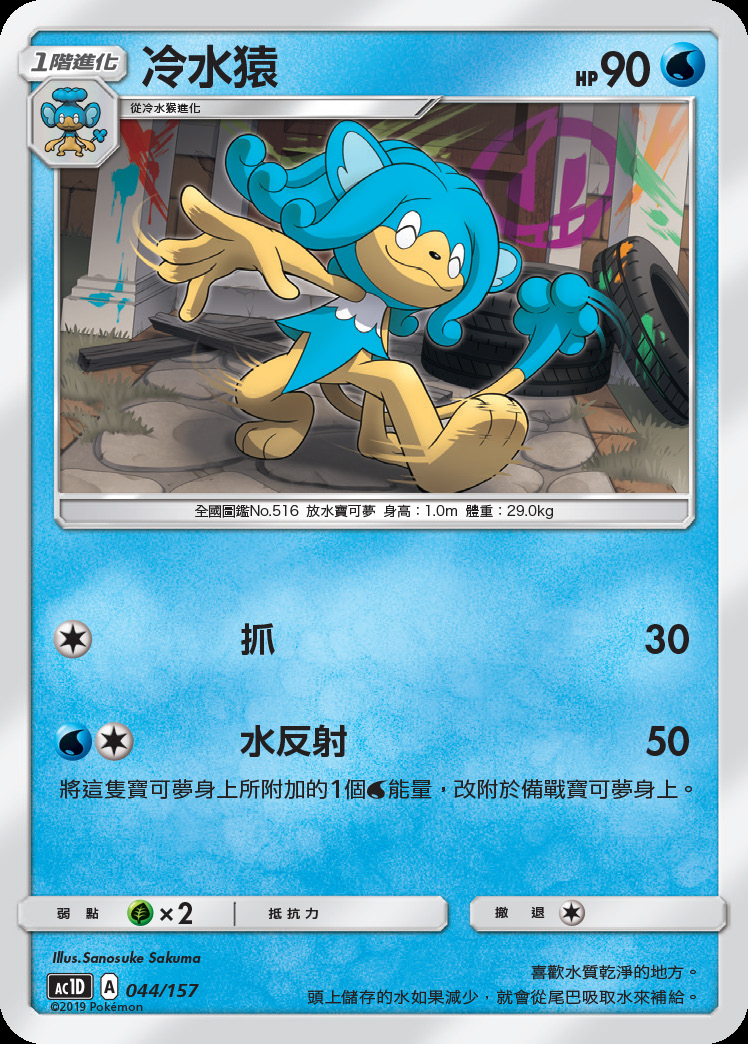 1階進化
冷水猿
HP90
從冷水猴進化
全國圖鑑No.516 放水寶可夢 身高：1.0m 體重：29.0kg
抓 30
水反射 50
將這隻寶可夢身上所附加的1個能量，改附於備戰寶可夢身上。
弱點 ×2 抵抗力 撤退
Illus.Sanosuke Sakuma
AC1D A 044/157
©2019 Pokémon
喜歡水質乾淨的地方。
頭上儲存的水如果減少，就會從尾巴吸取水來補給。